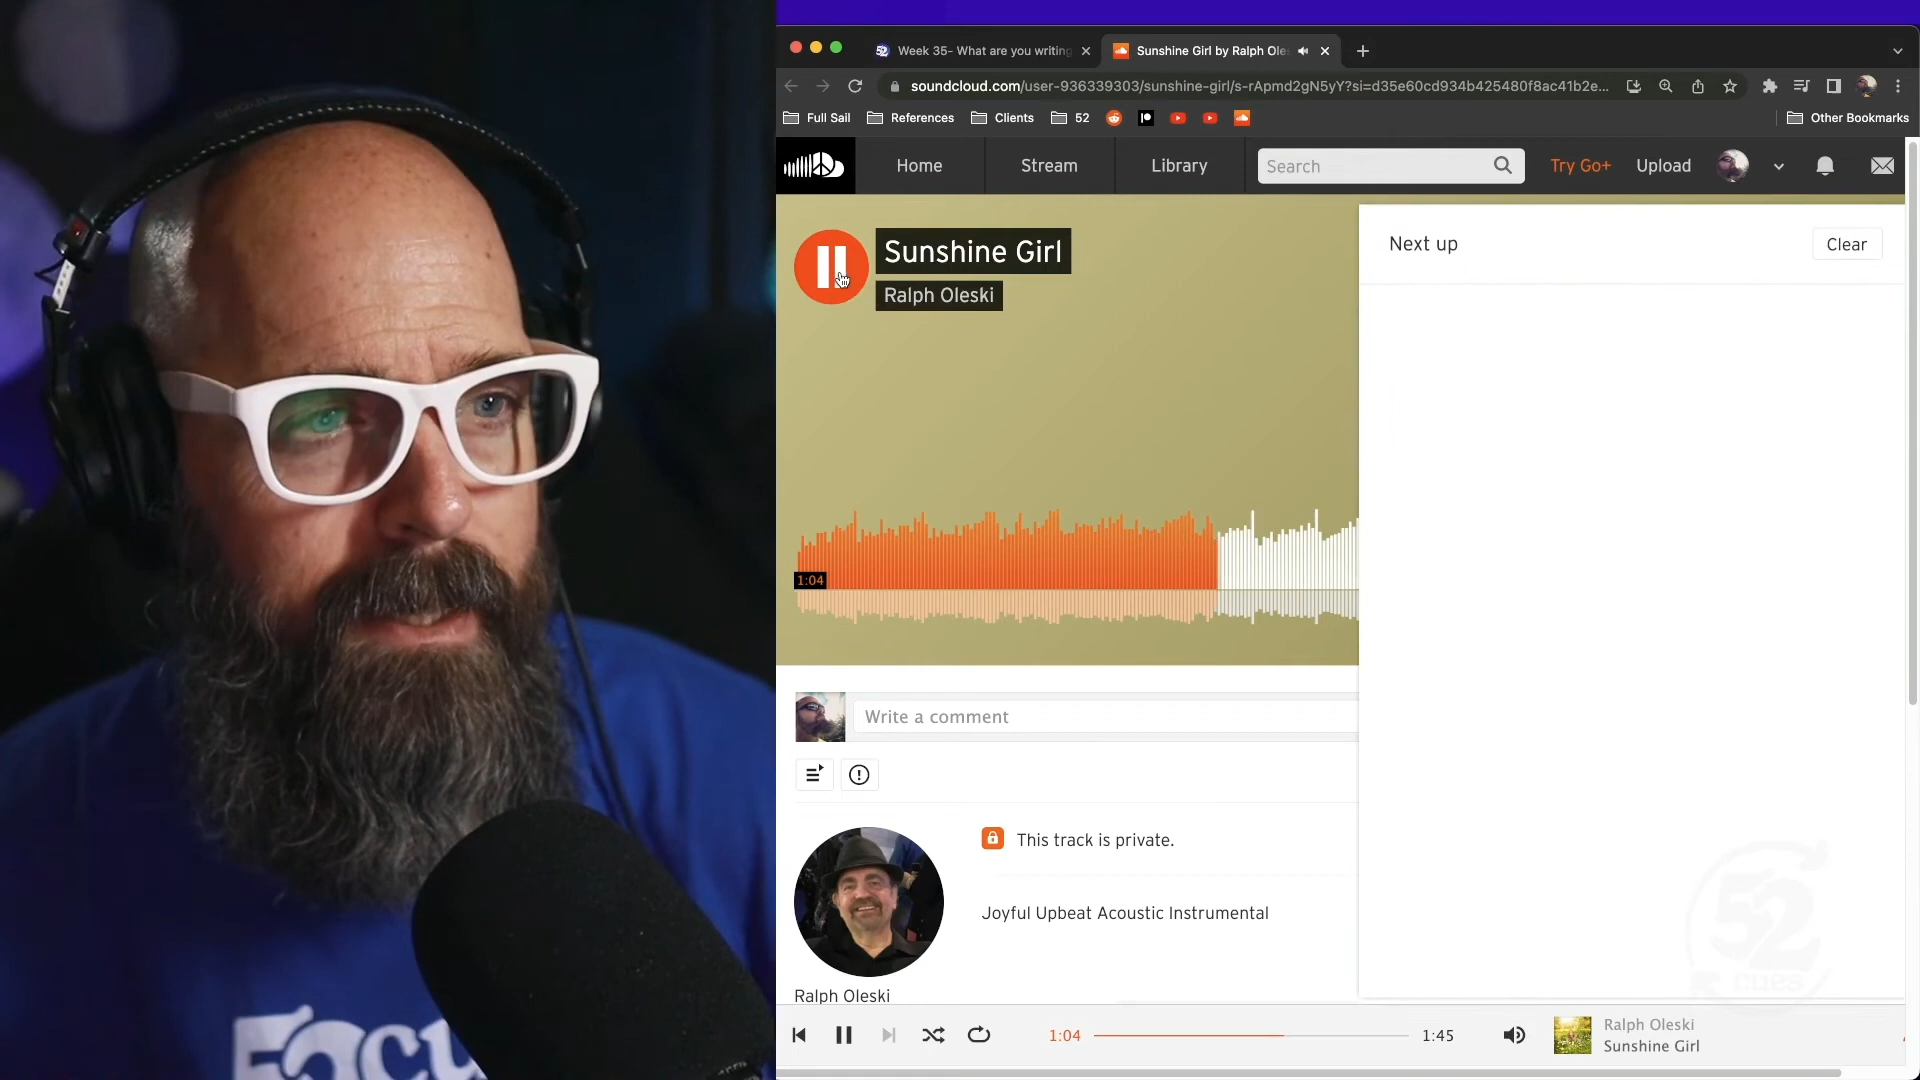 Week 35- What are you writing
Sunshine Girl by Ralph Ole
soundcloud.com/user-936339303/sunshine-girl/s-rApmd2gN5yY?si=d35e60cd934b425480f8ac41b2e...
Full Sail
References
Clients
52
Other Bookmarks
Home
Stream
Library
Search
Try Go+
Upload
Sunshine Girl
Ralph Oleski
Next up
Clear
1:04
Write a comment
This track is private.
Joyful Upbeat Acoustic Instrumental
Ralph Oleski
52
cues
52cu
1:04
1:45
Ralph Oleski
Sunshine Girl